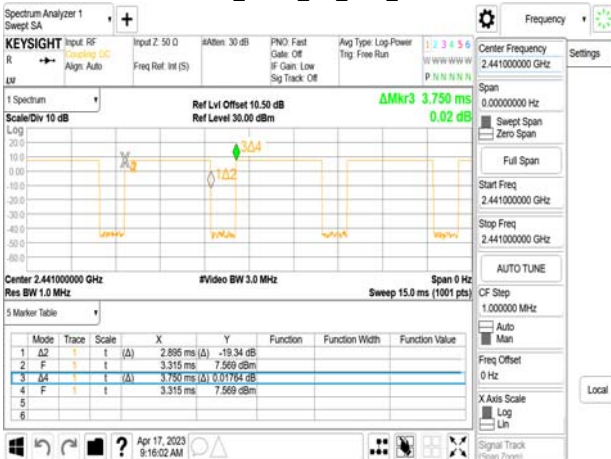 Spectrum Analyzer 1
Swept SA
+
Frequency
KEYSIGHT
Input: RF
Coupling: DC
Align: Auto
Input Z: 50 Ω
Freq Ref: Int (S)
#Atten: 30 dB
PNO: Fast
Gate: Off
IF Gain: Low
Sig Track: Off
Avg Type: Log-Power
Trig: Free Run
1 2 3 4 5 6
W W W W W W
P N N N N N
R
LW
Center Frequency
2.441000000 GHz
Settings
1 Spectrum
Scale/Div 10 dB
Ref Lvl Offset 10.50 dB
Ref Level 30.00 dBm
ΔMkr3 3.750 ms
0.02 dB
Log
20.0
10.0
0.00
-10.0
-20.0
-30.0
-40.0
-50.0
-60.0
3Δ4
1Δ2
Span
0.00000000 Hz
Swept Span
Zero Span
Full Span
Start Freq
2.441000000 GHz
Stop Freq
2.441000000 GHz
AUTO TUNE
Center 2.441000000 GHz
Res BW 1.0 MHz
#Video BW 3.0 MHz
Span 0 Hz
Sweep 15.0 ms (1001 pts)
CF Step
1.000000 MHz
Auto
Man
5 Marker Table
Mode Trace Scale X Y Function Function Width Function Value
1 Δ2 1 t (Δ) 2.895 ms (Δ) -19.34 dB
2 F 1 t 3.315 ms 7.569 dBm
3 Δ4 1 t (Δ) 3.750 ms (Δ) 0.01764 dB
4 F 1 t 3.315 ms 7.569 dBm
5
6
Freq Offset
0 Hz
X Axis Scale
Log
Lin
Local
Signal Track
(Span Zoom)
?
Apr 17, 2023
9:16:02 AM